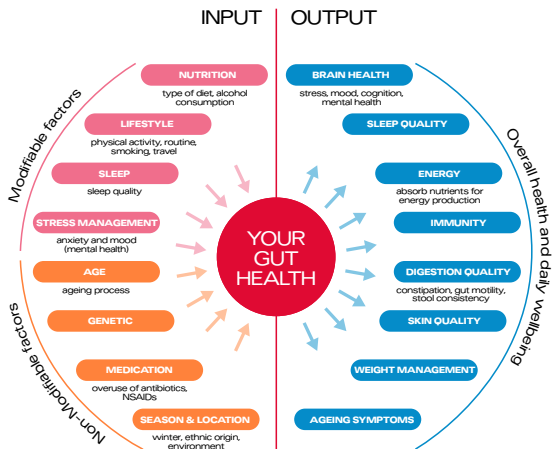 INPUT
OUTPUT
Modifiable factors
NUTRITION
type of diet, alcohol
consumption
LIFESTYLE
physical activity, routine,
smoking, travel
SLEEP
sleep quality
STRESS MANAGEMENT
anxiety and mood
(mental health)
Non-Modifiable factors
AGE
ageing process
GENETIC
MEDICATION
overuse of antibiotics,
NSAIDs
SEASON & LOCATION
winter, ethnic origin,
environment
YOUR
GUT
HEALTH
BRAIN HEALTH
stress, mood, cognition,
mental health
SLEEP QUALITY
ENERGY
absorb nutrients for
energy production
IMMUNITY
DIGESTION QUALITY
constipation, gut motility,
stool consistency
SKIN QUALITY
WEIGHT MANAGEMENT
AGEING SYMPTOMS
Overall health and daily wellbeing